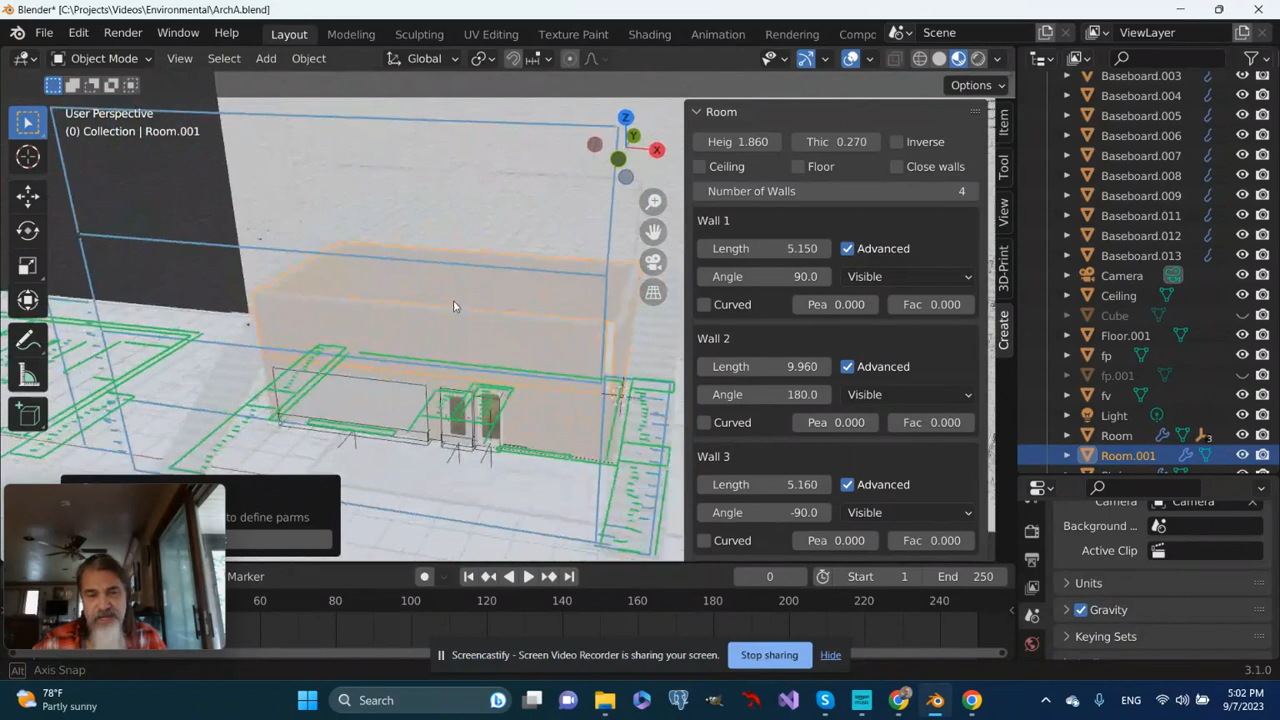 Blender* [C:\Projects\Videos\Environmental\ArchA.blend]
File Edit Render Window Help Layout Modeling Sculpting UV Editing Texture Paint Shading Animation Rendering Compo Scene ViewLayer
Object Mode View Select Add Object Global
Options
User Perspective
(0) Collection | Room.001
Z
Y
X
Room
Heig 1.860 Thic 0.270 Inverse
Ceiling Floor Close walls
Number of Walls 4
Wall 1
Length 5.150 Advanced
Angle 90.0 Visible
Curved Pea 0.000 Fac 0.000
Wall 2
Length 9.960 Advanced
Angle 180.0 Visible
Curved Pea 0.000 Fac 0.000
Wall 3
Length 5.160 Advanced
Angle -90.0 Visible
Curved Pea 0.000 Fac 0.000
Item
Tool
View
3D-Print
Create
Baseboard.003
Baseboard.004
Baseboard.005
Baseboard.006
Baseboard.007
Baseboard.008
Baseboard.009
Baseboard.011
Baseboard.012
Baseboard.013
Camera
Ceiling
Cube
Floor.001
fp
fp.001
fv
Light
Room 3
Room.001
Camera Camera
Background ...
Active Clip
Units
Gravity
Keying Sets
to define parms
Marker 0 Start 1 End 250
60 80 100 120 140 160 180 200 220 240
Screencastify - Screen Video Recorder is sharing your screen. Stop sharing Hide
Alt Axis Snap 3.1.0
78°F
Partly sunny
Search
ENG
5:02 PM
9/7/2023